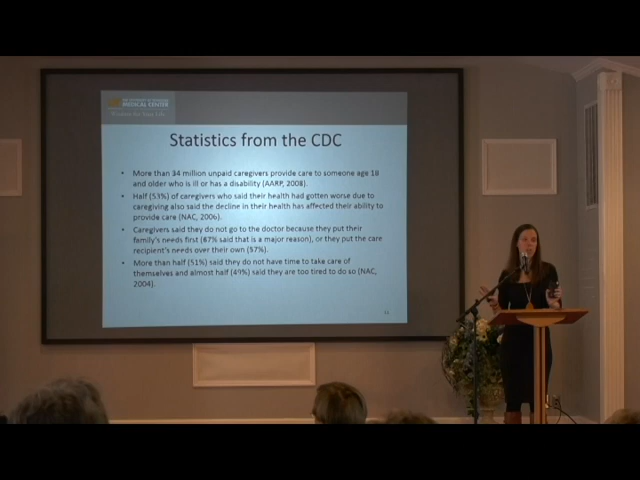 MEDICAL CENTER
Statistics from the CDC
• More than 34 million unpaid caregivers provide care to someone age 18
and older who is ill or has a disability (AARP, 2008).
• Half (53%) of caregivers who said their health had gotten worse due to
caregiving also said the decline in their health has affected their ability to
provide care (NAC, 2006).
• Caregivers said they do not go to the doctor because they put their
family's needs first (67% said that is a major reason), or they put the care
recipient's needs over their own (57%).
• More than half (51%) said they do not have time to take care of
themselves and almost half (49%) said they are too tired to do so (NAC,
2004).